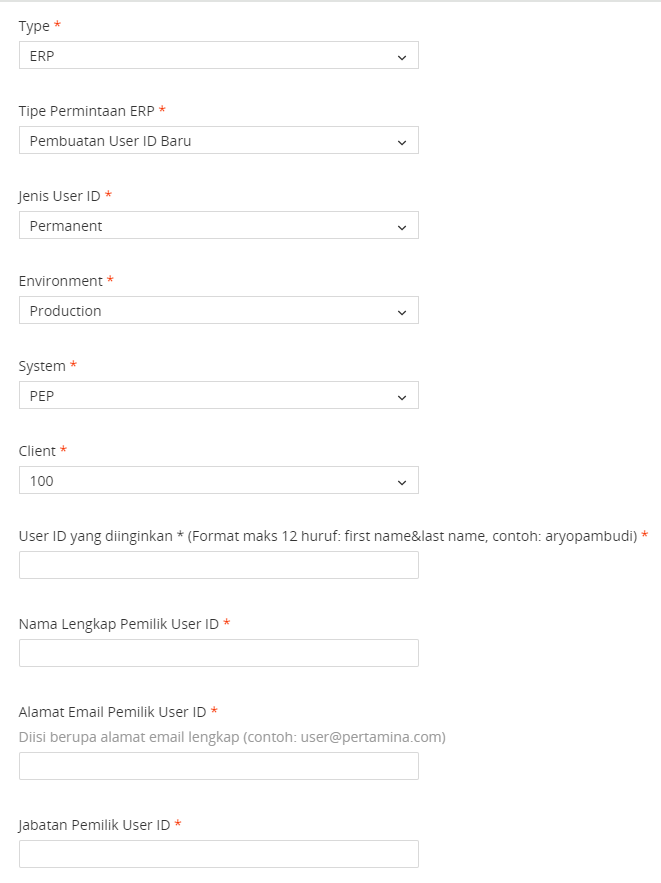 Type *
ERP
Tipe Permintaan ERP *
Pembuatan User ID Baru
Jenis User ID *
Permanent
Environment *
Production
System *
PEP
Client *
100
User ID yang diinginkan * (Format maks 12 huruf: first name&last name, contoh: aryopambudi) *
Nama Lengkap Pemilik User ID *
Alamat Email Pemilik User ID *
Diisi berupa alamat email lengkap (contoh: user@pertamina.com)
Jabatan Pemilik User ID *